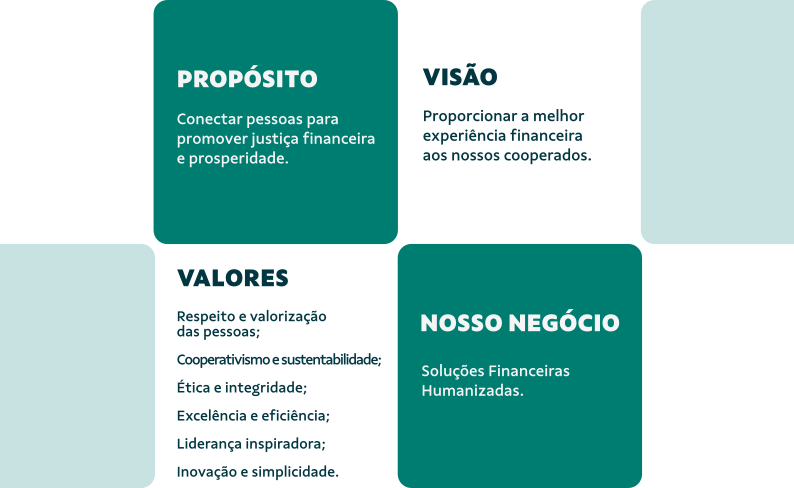 PROPÓSITO
Conectar pessoas para
promover justiça financeira
e prosperidade.
VISÃO
Proporcionar a melhor
experiência financeira
aos nossos cooperados.
VALORES
Respeito e valorização
das pessoas;
Cooperativismo e sustentabilidade;
Ética e integridade;
Excelência e eficiência;
Liderança inspiradora;
Inovação e simplicidade.
NOSSO NEGÓCIO
Soluções Financeiras
Humanizadas.